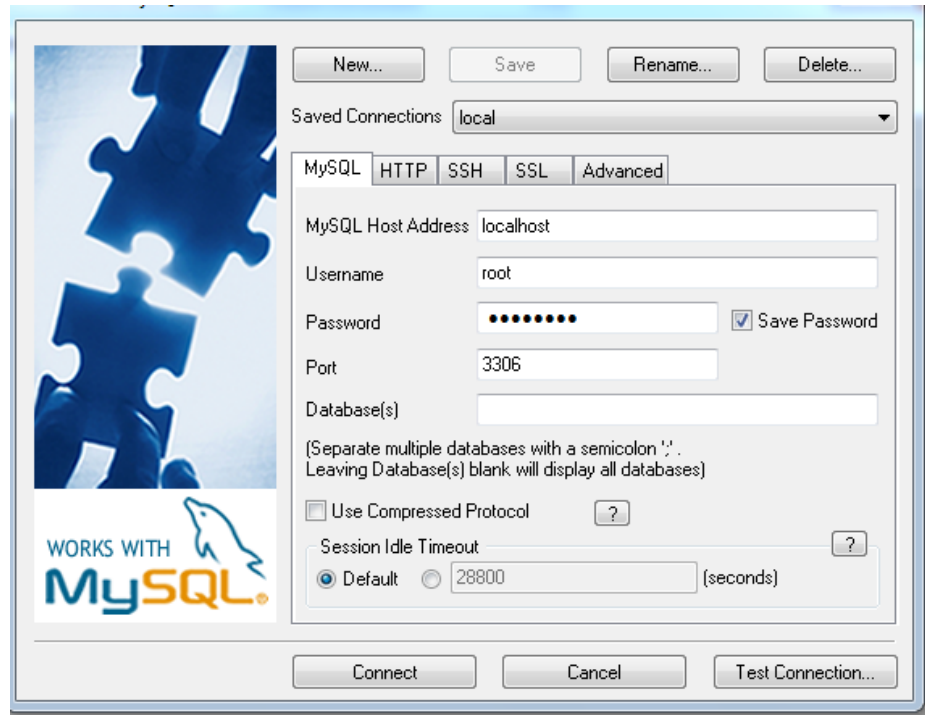 New... Save Rename... Delete...
Saved Connections local
MySQL HTTP SSH SSL Advanced
MySQL Host Address localhost
Username root
Password •••••••• Save Password
Port 3306
Database(s)
(Separate multiple databases with a semicolon ';' .
Leaving Database(s) blank will display all databases)
Use Compressed Protocol ?
Session Idle Timeout ?
Default 28800 (seconds)
WORKS WITH
MySQL®
Connect Cancel Test Connection...